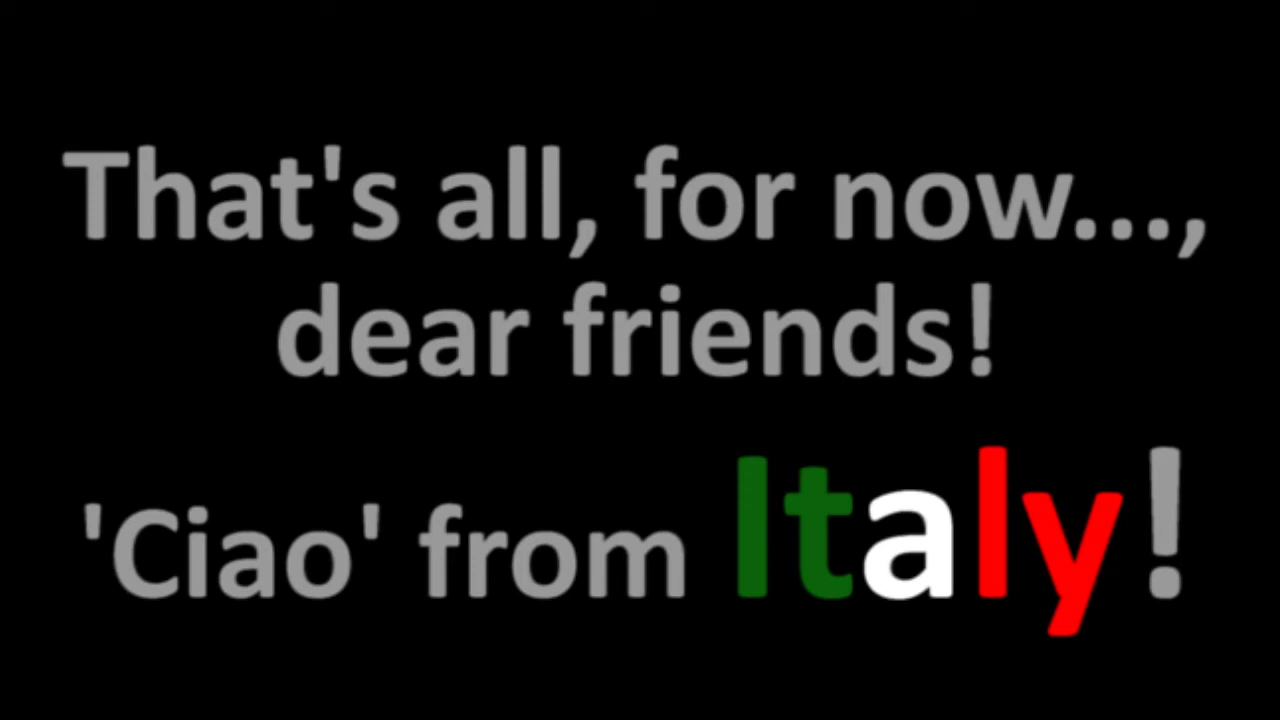 That's all, for now...,
dear friends!
'Ciao' from Italy!